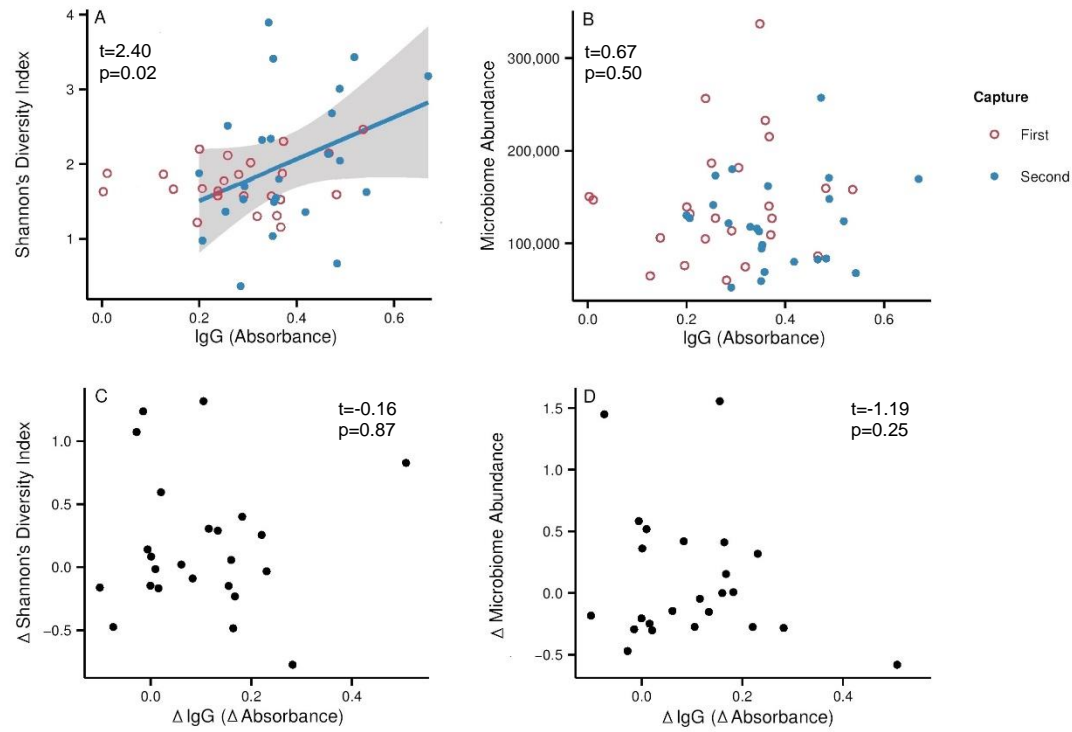 A
t=2.40
p=0.02
4
3
2
1
Shannon's Diversity Index
0.0 0.2 0.4 0.6
IgG (Absorbance)
B
t=0.67
p=0.50
300,000
200,000
100,000
Microbiome Abundance
0.0 0.2 0.4 0.6
IgG (Absorbance)
Capture
First
Second
C
t=-0.16
p=0.87
1.0
0.5
0.0
−0.5
Δ Shannon's Diversity Index
0.0 0.2 0.4
Δ IgG (Δ Absorbance)
D
t=-1.19
p=0.25
1.5
1.0
0.5
0.0
−0.5
Δ Microbiome Abundance
0.0 0.2 0.4
Δ IgG (Δ Absorbance)